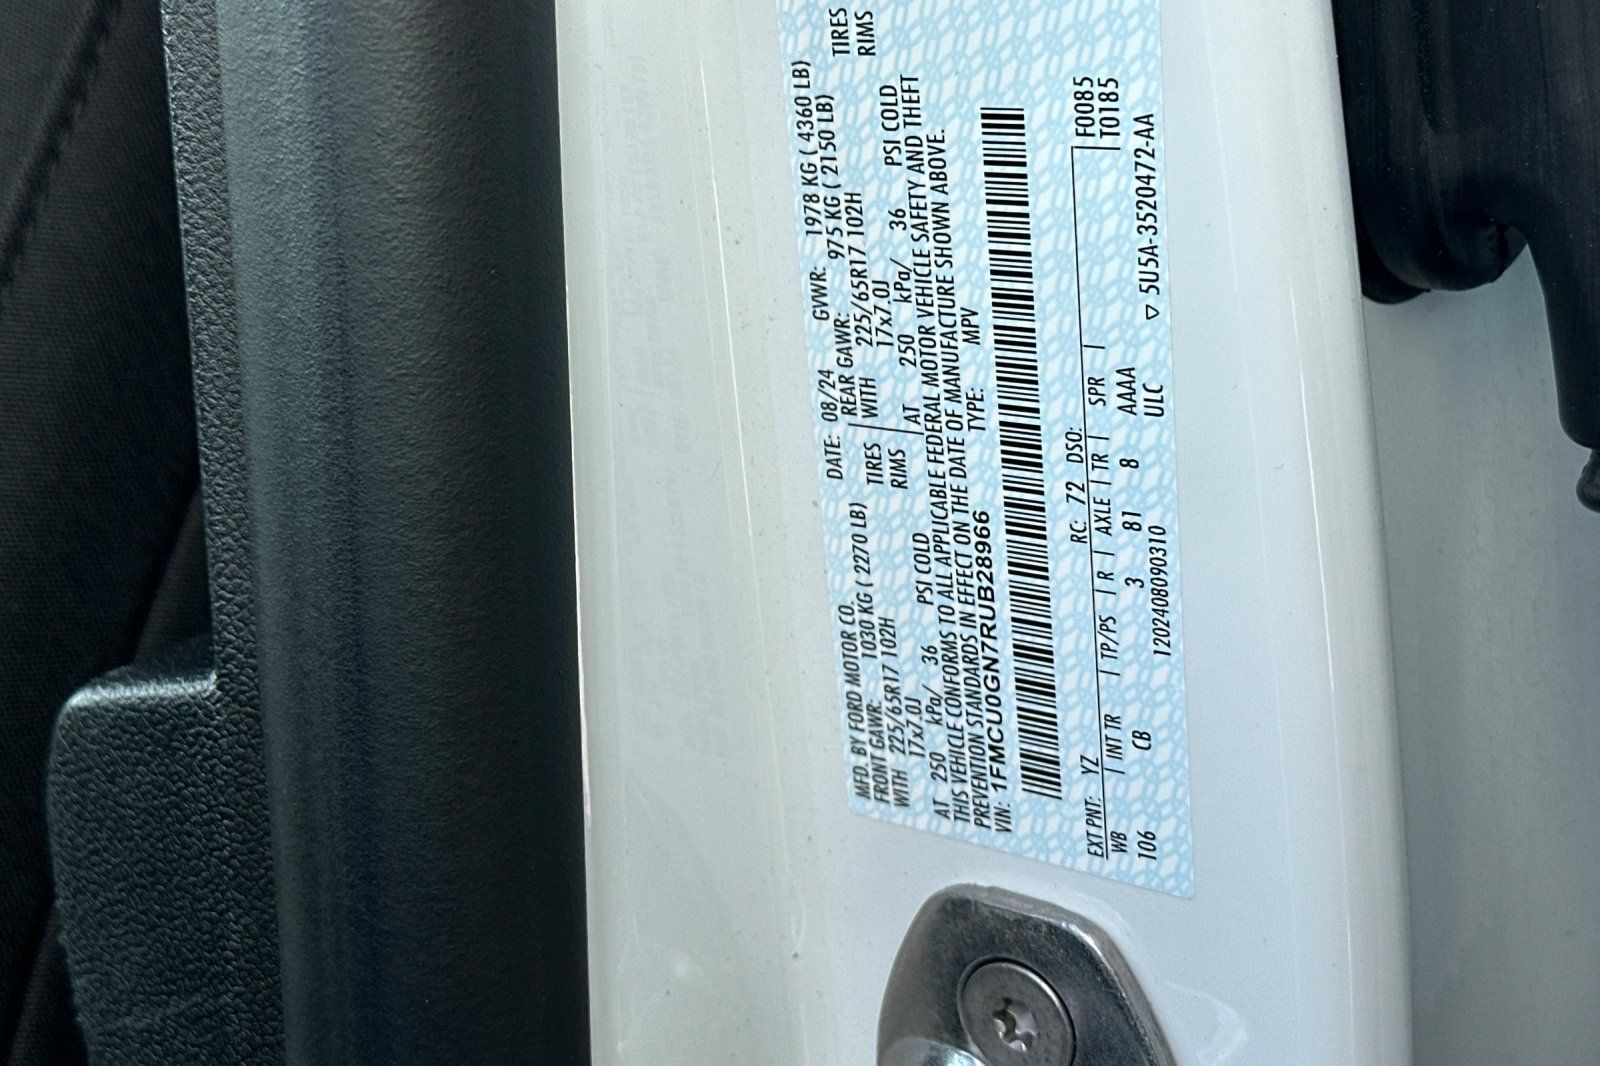 MFD. BY FORD MOTOR CO.
DATE: 08/24 GVWR: 1978 KG ( 4360 LB)
FRONT GAWR: 1030 KG ( 2270 LB) REAR GAWR: 975 KG ( 2150 LB)
WITH 225/65R17 102H TIRES WITH 225/65R17 102H TIRES
17x7.0J RIMS 17x7.0J RIMS
AT 250 kPa/ 36 PSI COLD AT 250 kPa/ 36 PSI COLD
THIS VEHICLE CONFORMS TO ALL APPLICABLE FEDERAL MOTOR VEHICLE SAFETY AND THEFT
PREVENTION STANDARDS IN EFFECT ON THE DATE OF MANUFACTURE SHOWN ABOVE.
VIN: 1FMCU0GN7RUB28966 TYPE: MPV
EXT PNT: YZ RC: 72 DSO: F0085
WB INT TR TP/PS R AXLE TR SPR T0185
106 CB 3 81 8 AAAA
120240809310 ULC ▽ 5U5A-3520472-AA